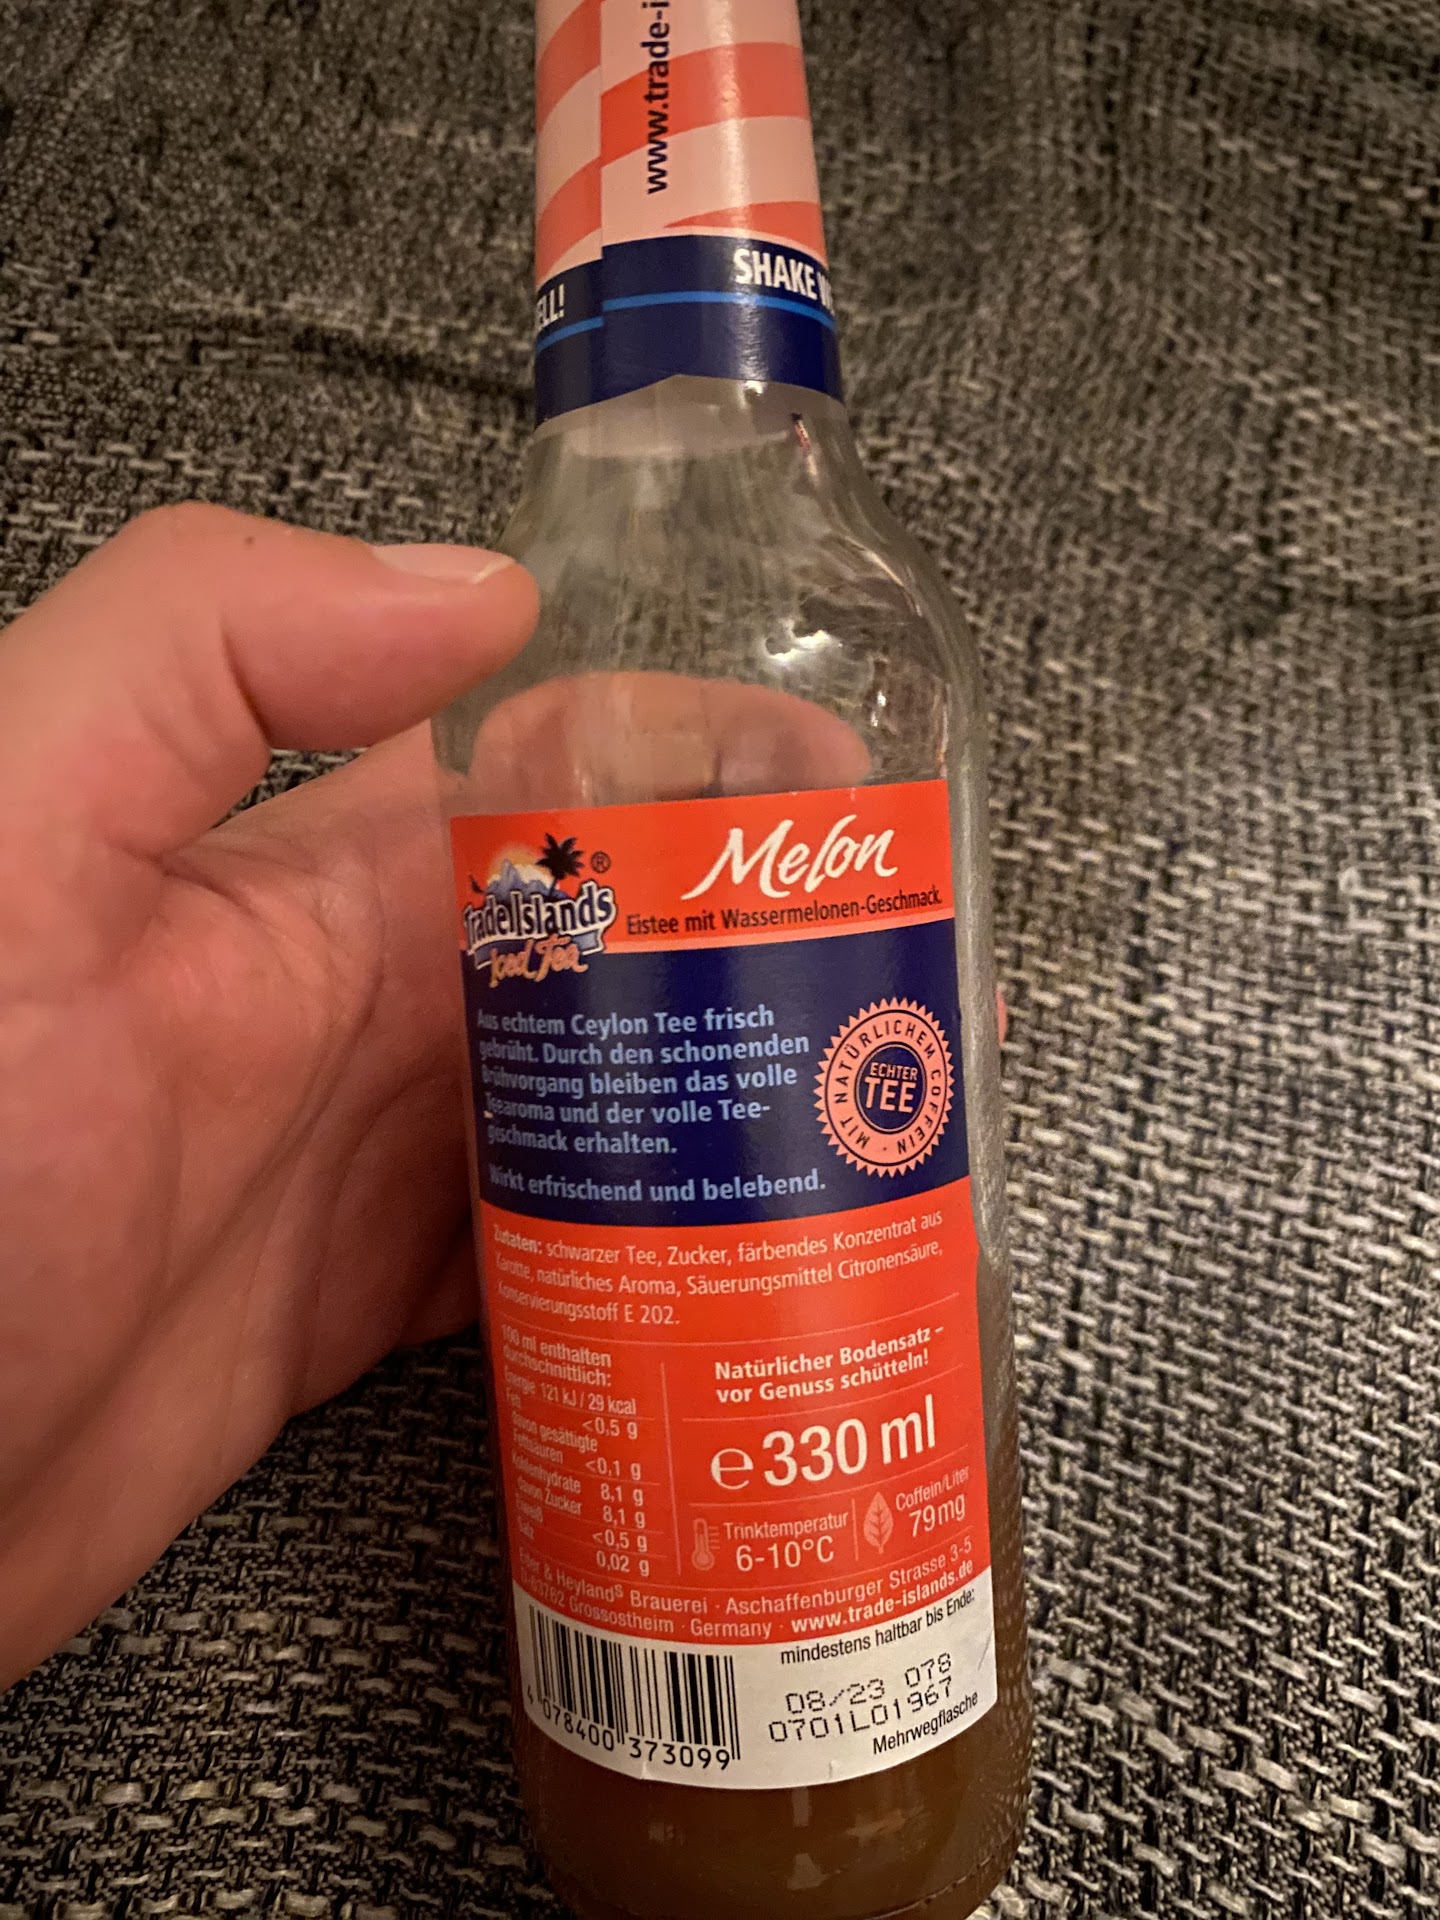 www.trade-i
ELL!
SHAKE W
TradeIslands ®
Iced Tea
Melon
Eistee mit Wassermelonen-Geschmack.
Aus echtem Ceylon Tee frisch
gebrüht. Durch den schonenden
Brühvorgang bleiben das volle
Teearoma und der volle Tee-
geschmack erhalten.
Wirkt erfrischend und belebend.
MIT NATÜRLICHEM COFFEIN ·
ECHTER
TEE
Zutaten: schwarzer Tee, Zucker, färbendes Konzentrat aus
Karotte, natürliches Aroma, Säuerungsmittel Citronensäure,
Konservierungsstoff E 202.
100 ml enthalten
durchschnittlich:
Energie 121 kJ / 29 kcal
Fett <0,5 g
davon gesättigte
Fettsäuren <0,1 g
Kohlenhydrate 8,1 g
davon Zucker 8,1 g
Eiweiß <0,5 g
Salz 0,02 g
Natürlicher Bodensatz –
vor Genuss schütteln!
e 330 ml
Trinktemperatur
6-10°C
Coffein/Liter
79mg
& Heylands Brauerei · Aschaffenburger Strasse 3-5
D-63762 Grossostheim · Germany · www.trade-islands.de
mindestens haltbar bis Ende:
08/23 078
0701L01967
Mehrwegflasche
4 078400 373099